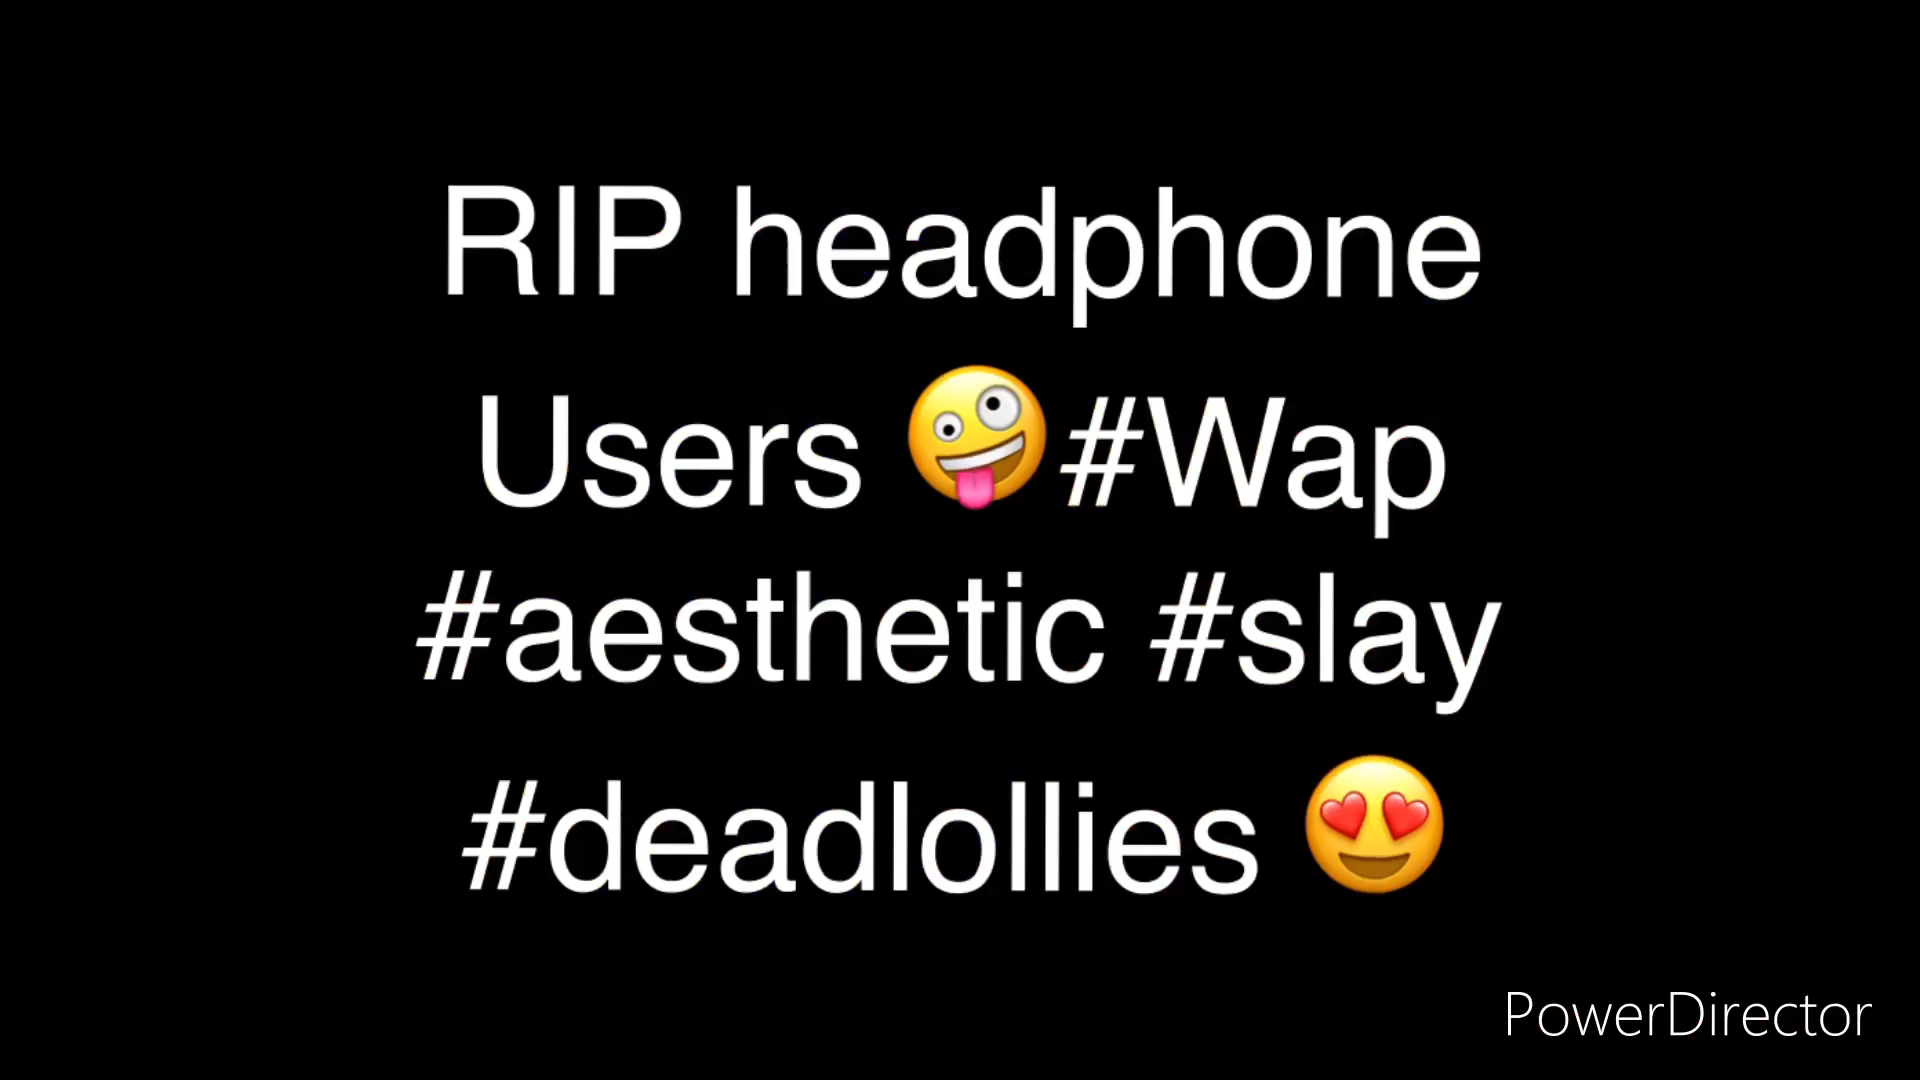 RIP headphone
Users 🤪#Wap
#aesthetic #slay
#deadlollies 😍
PowerDirector